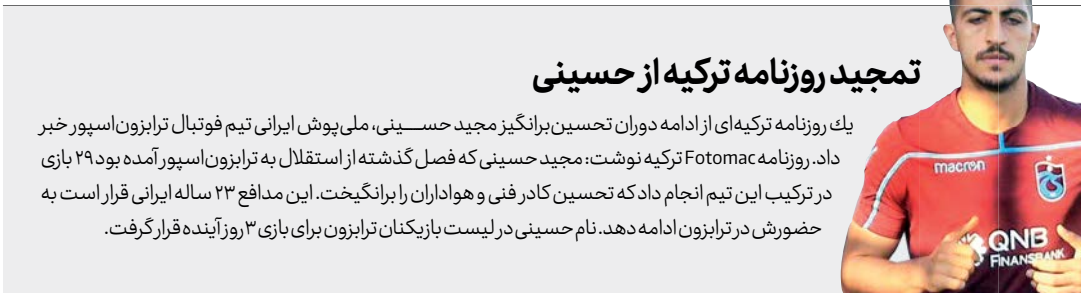 تمجید روزنامه ترکیه از حسینی
یك روزنامه ترکیه‌ای از ادامه دوران تحسین‌برانگیز مجید حســـینی، ملی‌پوش ایرانی تیم فوتبال ترابزون‌اسپور خبر
داد. روزنامه Fotomac ترکیه نوشت: مجید حسینی که فصل گذشته از استقلال به ترابزون‌اسپور آمده بود ۲۹ بازی
در ترکیب این تیم انجام داد که تحسین کادر فنی و هواداران را برانگیخت. این مدافع ۲۳ ساله ایرانی قرار است به
حضورش در ترابزون ادامه دهد. نام حسینی در لیست بازیکنان ترابزون برای بازی ۳ روز آینده قرار گرفت.
macron
QNB
FINANSBANK